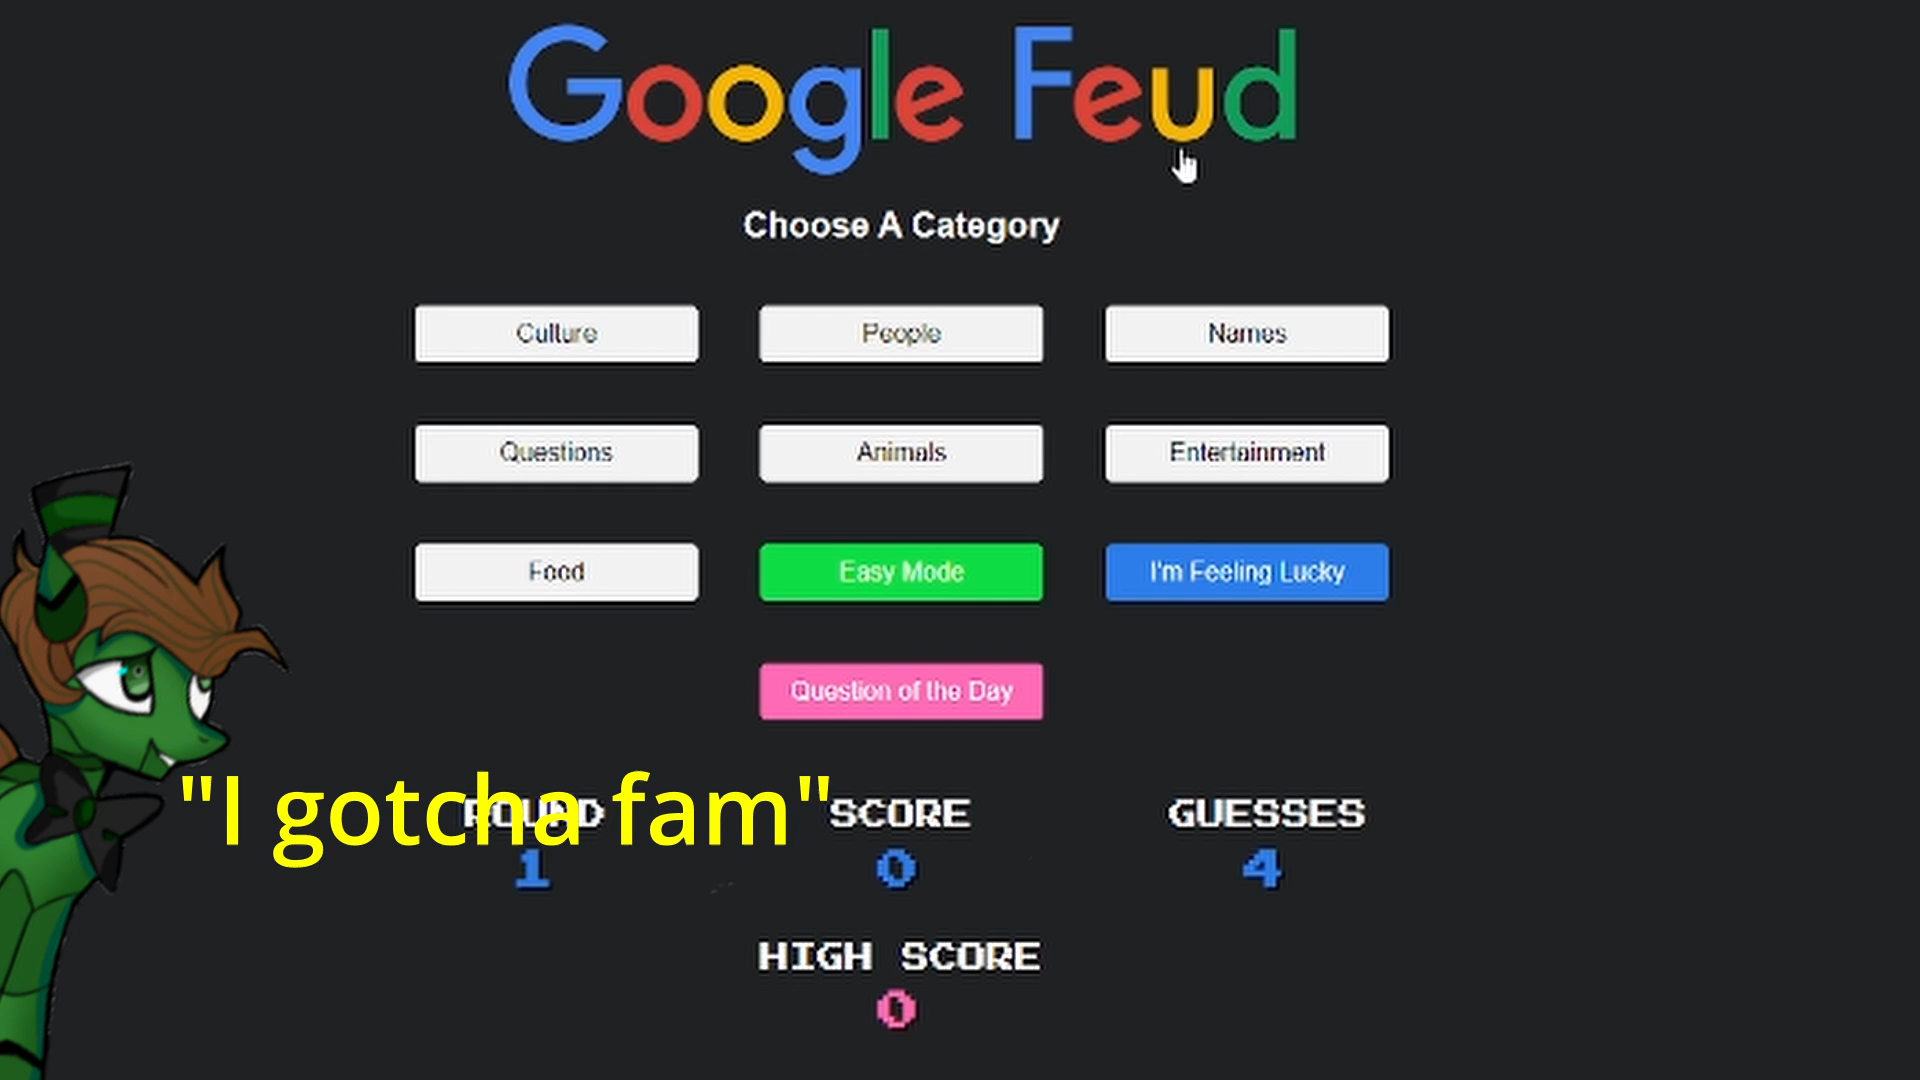 Google Feud
Choose A Category
Culture People Names
Questions Animals Entertainment
Food Easy Mode I'm Feeling Lucky
Question of the Day
"I gotcha fam"
ROUND SCORE GUESSES
1 0 4
HIGH SCORE
0